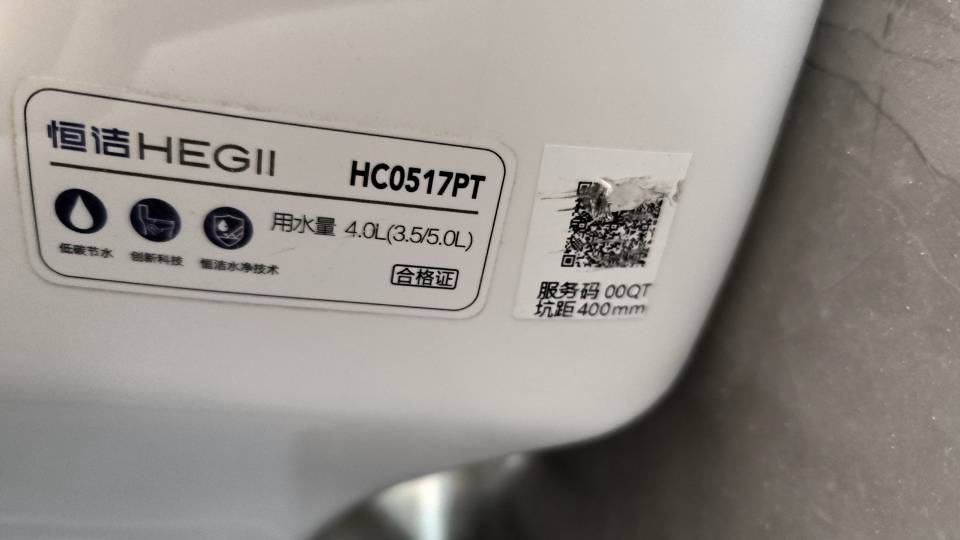 恒洁HEGII
HC0517PT
用水量 4.0L(3.5/5.0L)
低碳节水
创新科技
恒洁水净技术
合格证
服务码 00QT
坑距 400mm